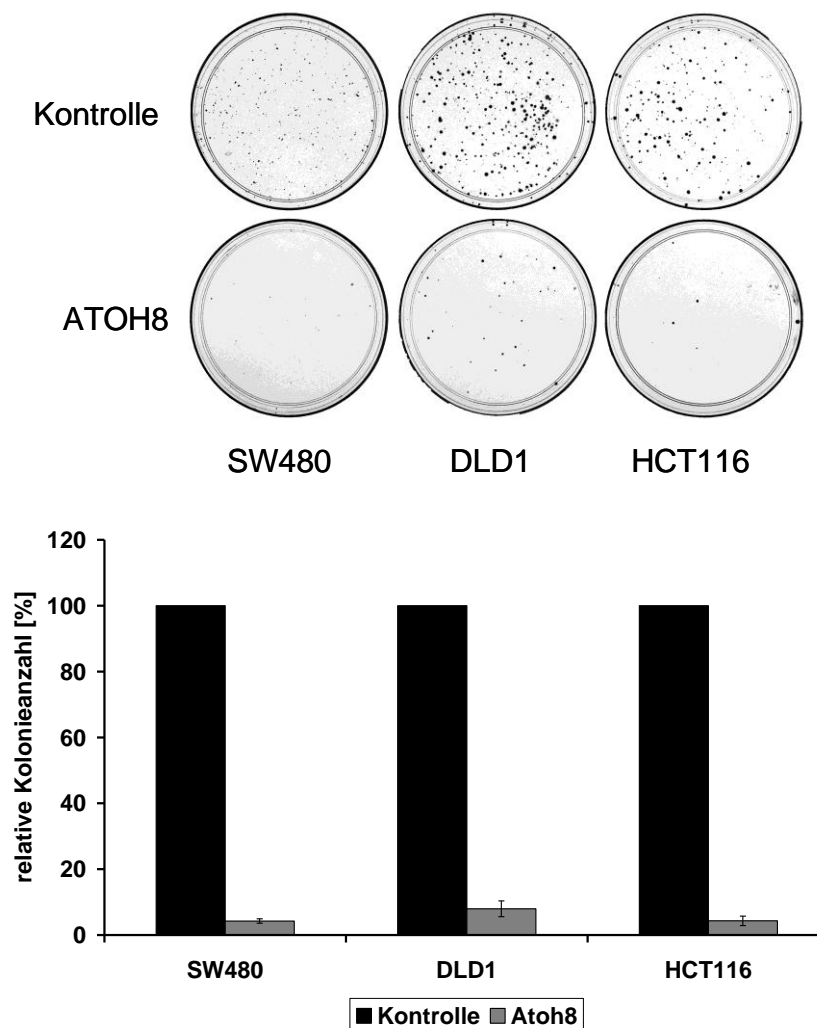 Kontrolle
ATOH8
SW480 DLD1 HCT116
120
100
80
60
40
20
0
relative Kolonieanzahl [%]
SW480 DLD1 HCT116
Kontrolle Atoh8